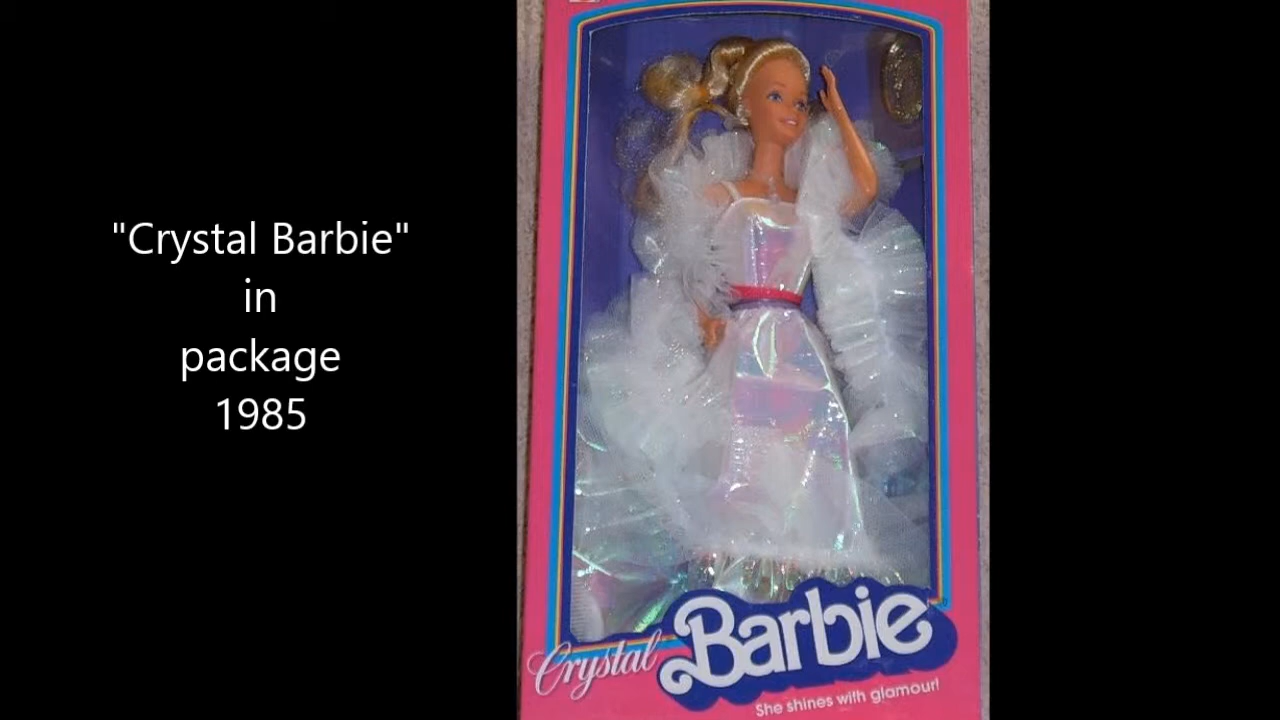 "Crystal Barbie"
in
package
1985
Crystal Barbie
She shines with glamour!